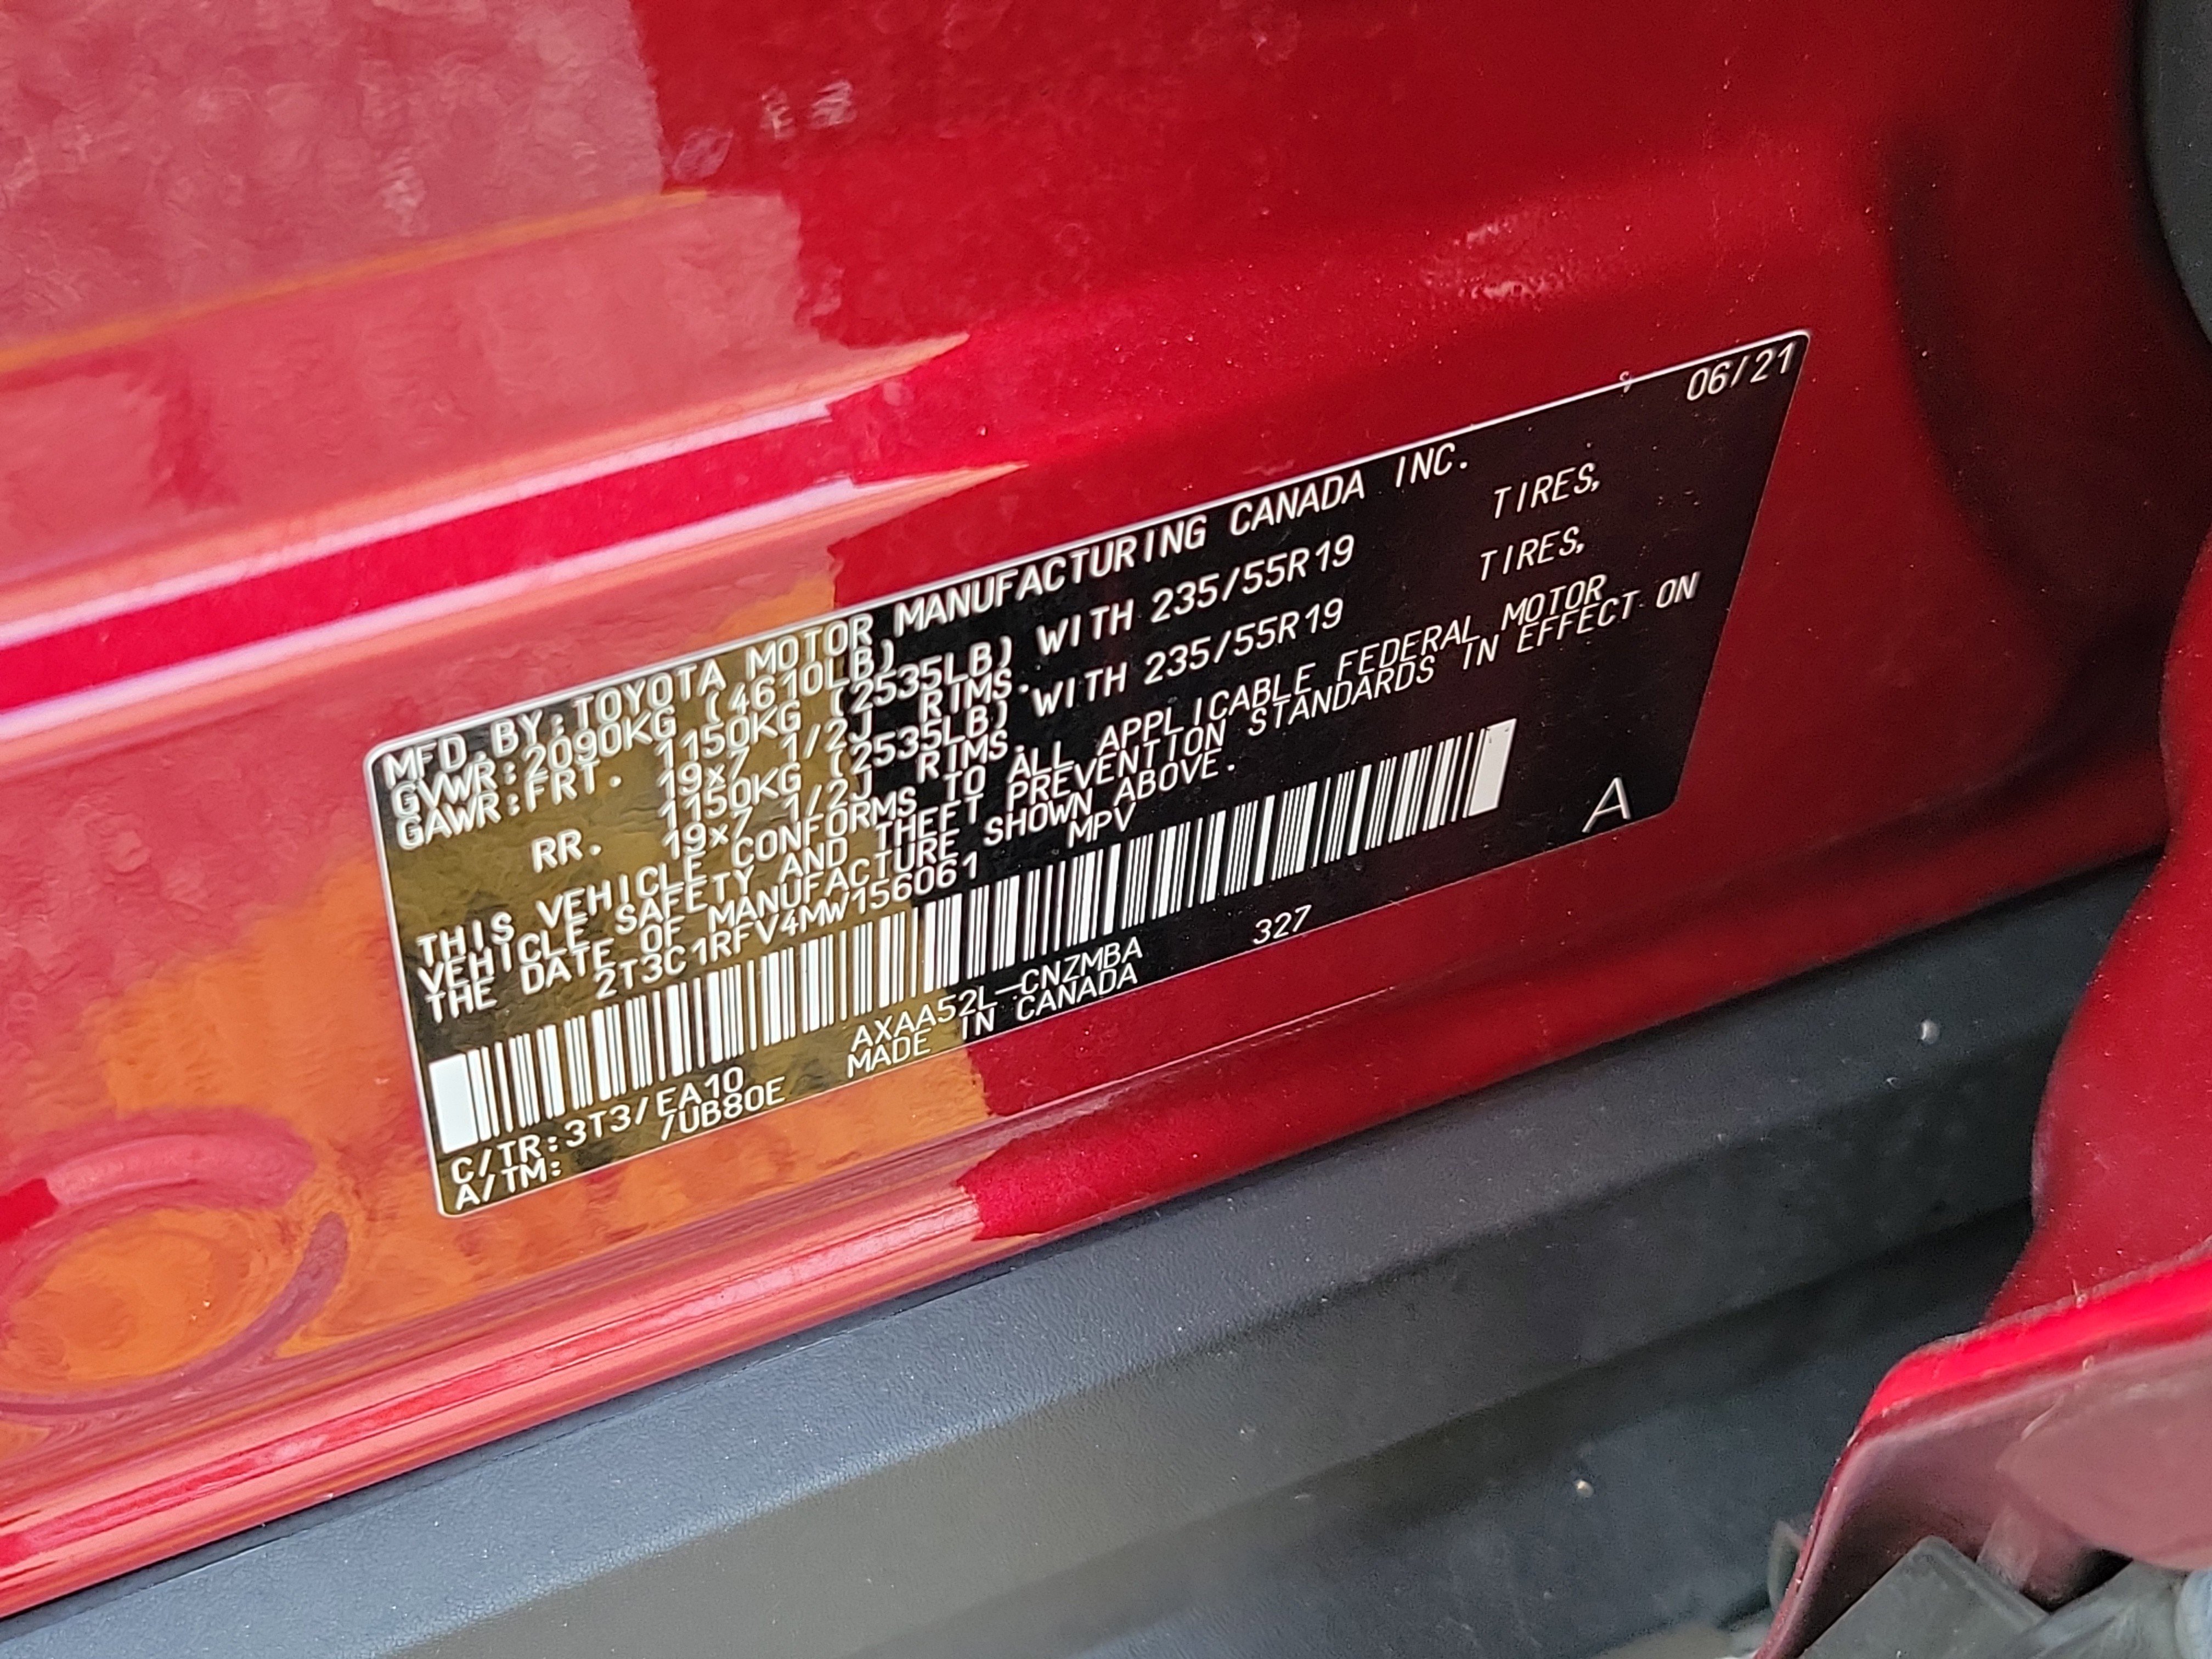 06/21
MFD.BY:TOYOTA MOTOR MANUFACTURING CANADA INC.
GVWR:2090KG (4610LB)
GAWR:FRT. 1150KG (2535LB) WITH 235/55R19 TIRES,
19x7 1/2J RIMS.
RR. 1150KG (2535LB) WITH 235/55R19 TIRES,
19x7 1/2J RIMS.
THIS VEHICLE CONFORMS TO ALL APPLICABLE FEDERAL MOTOR
VEHICLE SAFETY AND THEFT PREVENTION STANDARDS IN EFFECT ON
THE DATE OF MANUFACTURE SHOWN ABOVE.
2T3C1RFV4MW156061 MPV
A
C/TR:3T3/EA10 AXAA52L-CNZMBA 327
A/TM: /UB80E MADE IN CANADA